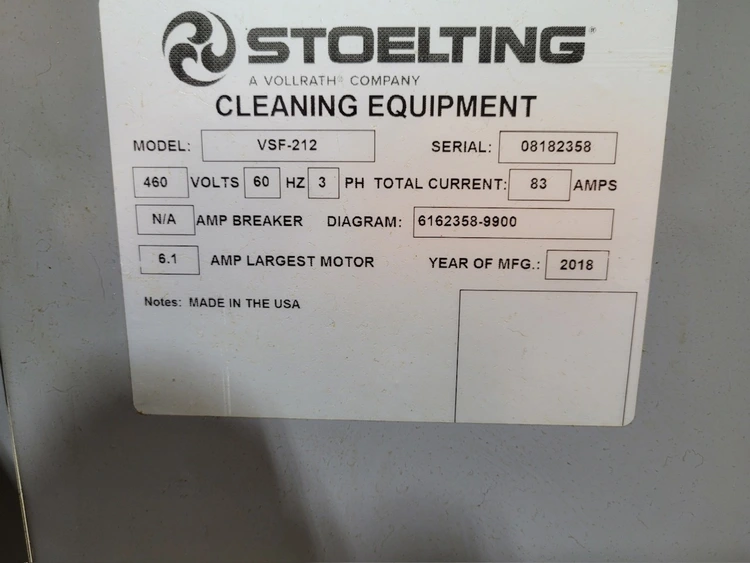 STOELTING®
A VOLLRATH® COMPANY
CLEANING EQUIPMENT
MODEL: VSF-212 SERIAL: 08182358
460 VOLTS 60 HZ 3 PH TOTAL CURRENT: 83 AMPS
N/A AMP BREAKER DIAGRAM: 6162358-9900
6.1 AMP LARGEST MOTOR YEAR OF MFG.: 2018
Notes: MADE IN THE USA